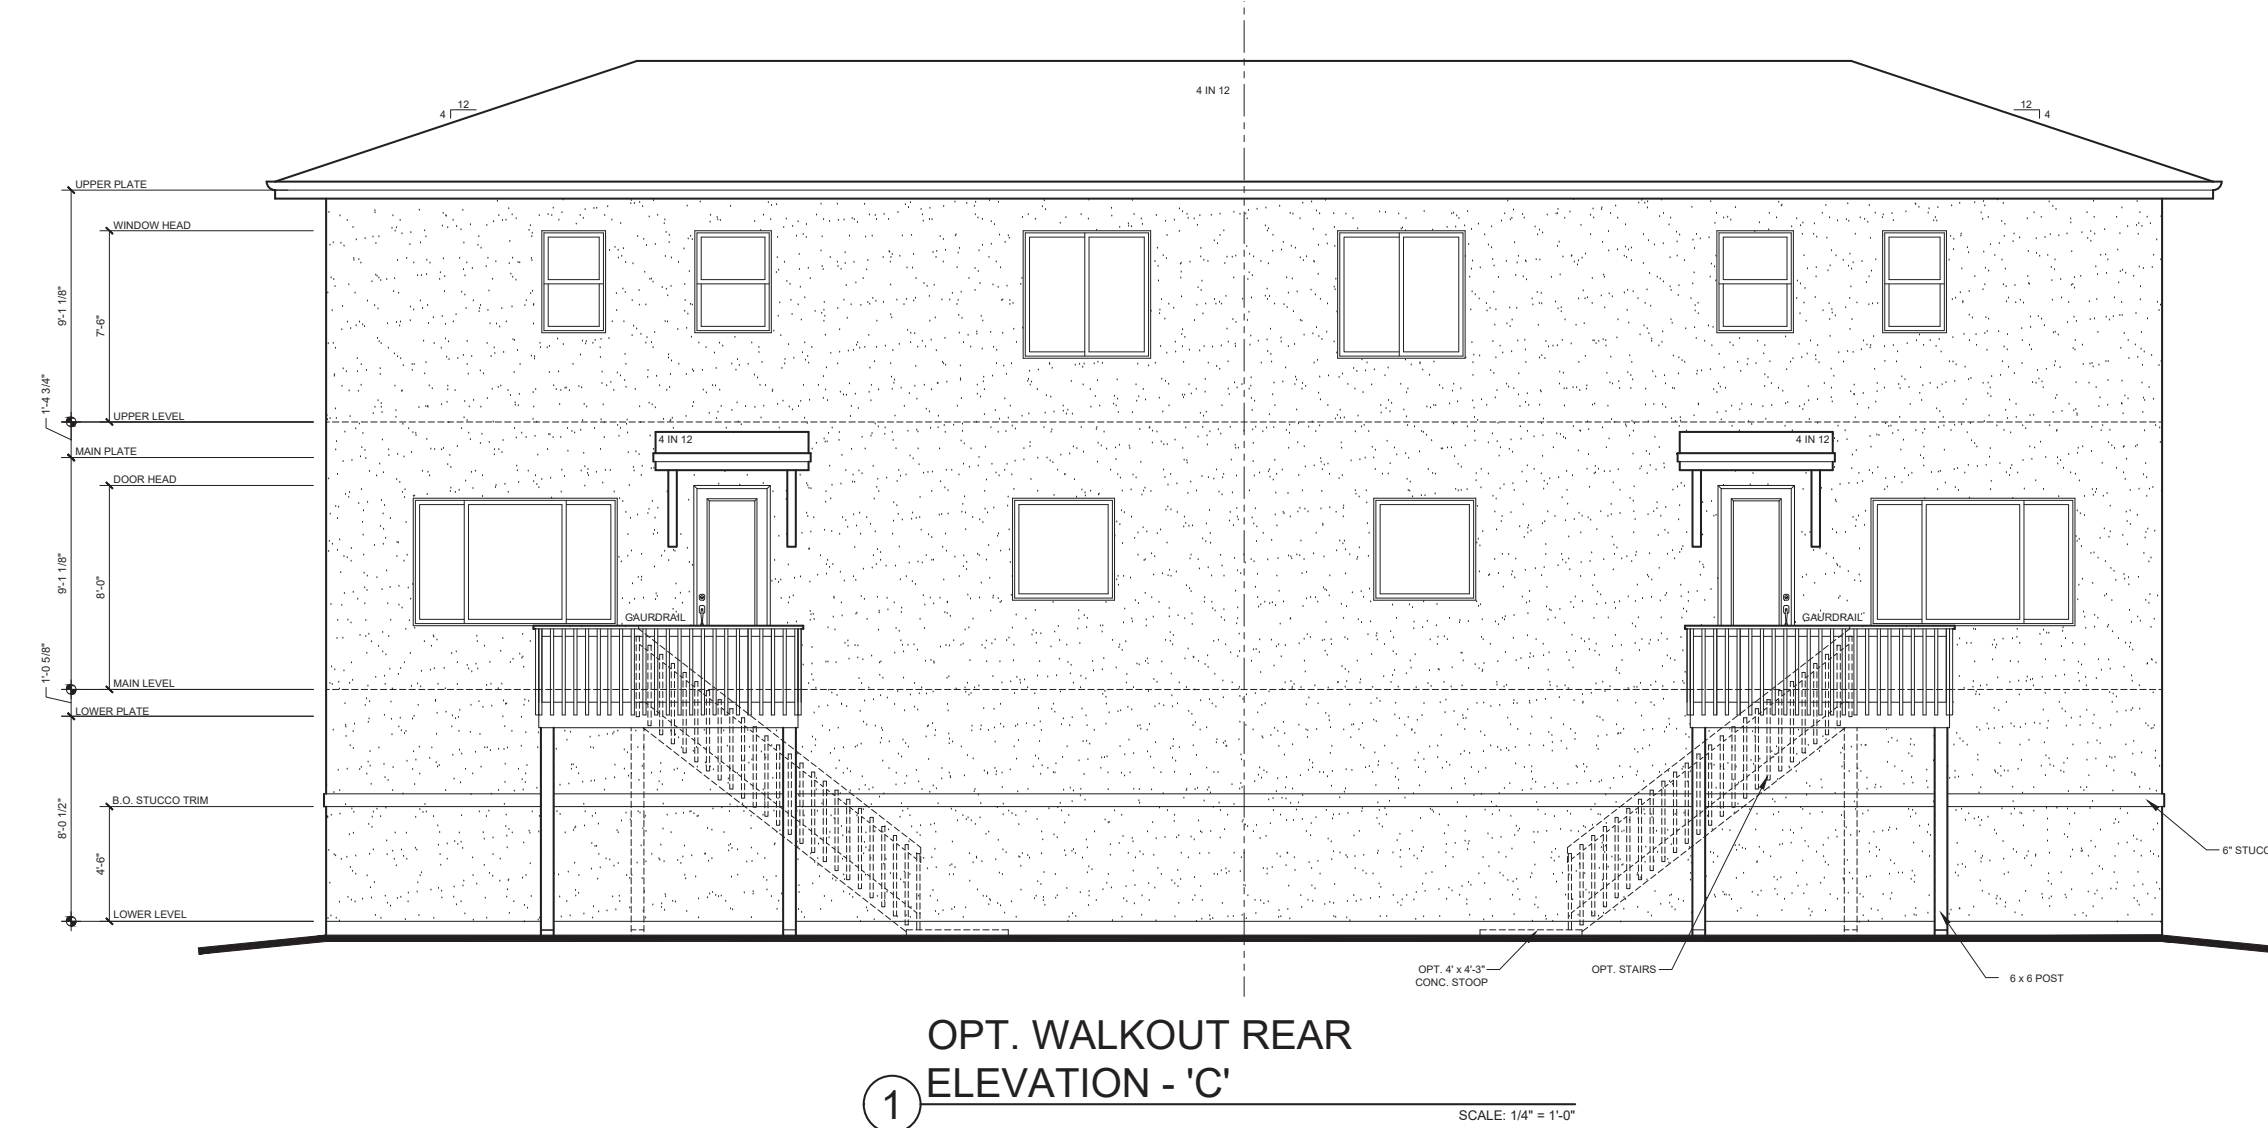 4 IN 12
12
4
12
4
UPPER PLATE
WINDOW HEAD
9'-1 1/8"
7'-6"
1'-4 3/4"
UPPER LEVEL
4 IN 12
4 IN 12
MAIN PLATE
DOOR HEAD
9'-1 1/8"
8'-0"
GAURDRAIL
GAURDRAIL
1'-0 5/8"
MAIN LEVEL
LOWER PLATE
B.O. STUCCO TRIM
8'-0 1/2"
4'-6"
6" STUCC
LOWER LEVEL
OPT. 4' x 4'-3"
CONC. STOOP
OPT. STAIRS
6 x 6 POST
OPT. WALKOUT REAR
ELEVATION - 'C'
1
SCALE: 1/4" = 1'-0"